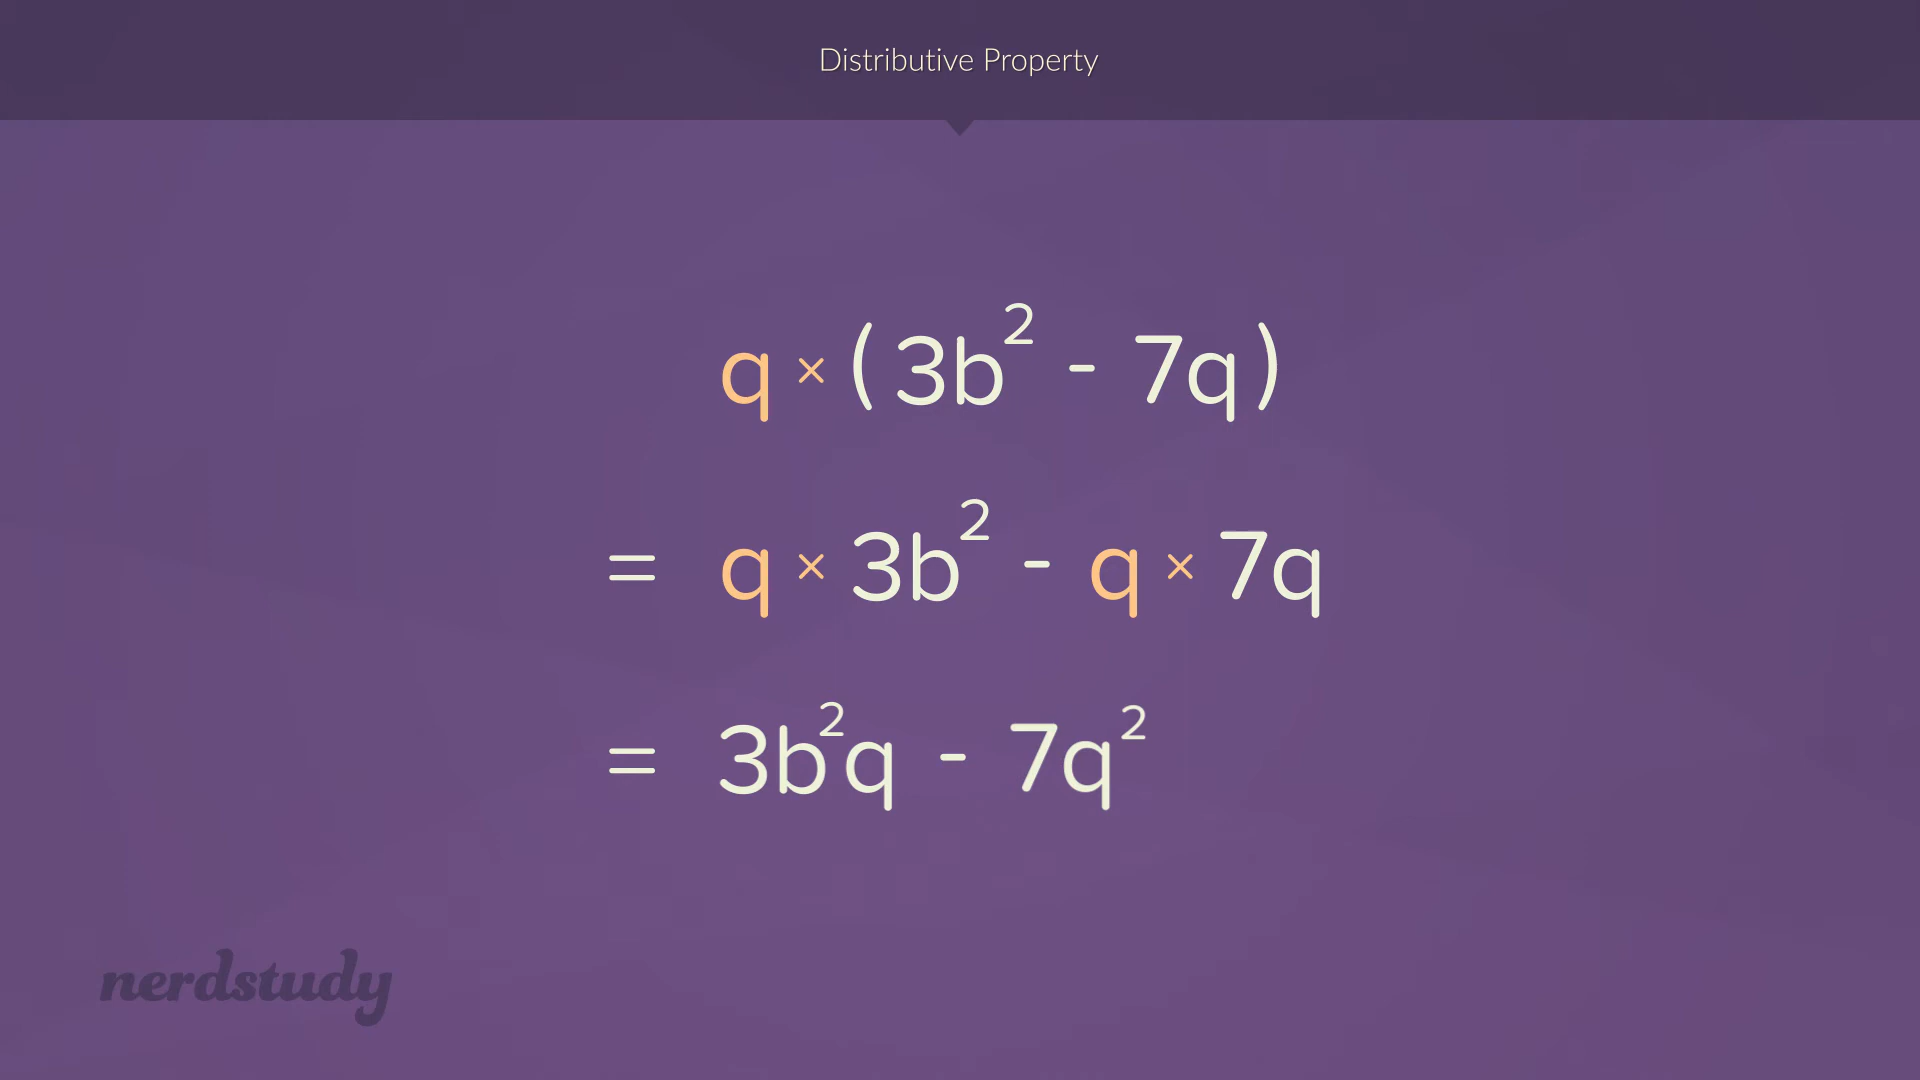 Distributive Property
q × (3b² - 7q)
= q × 3b² - q × 7q
= 3b²q - 7q²
nerdstudy